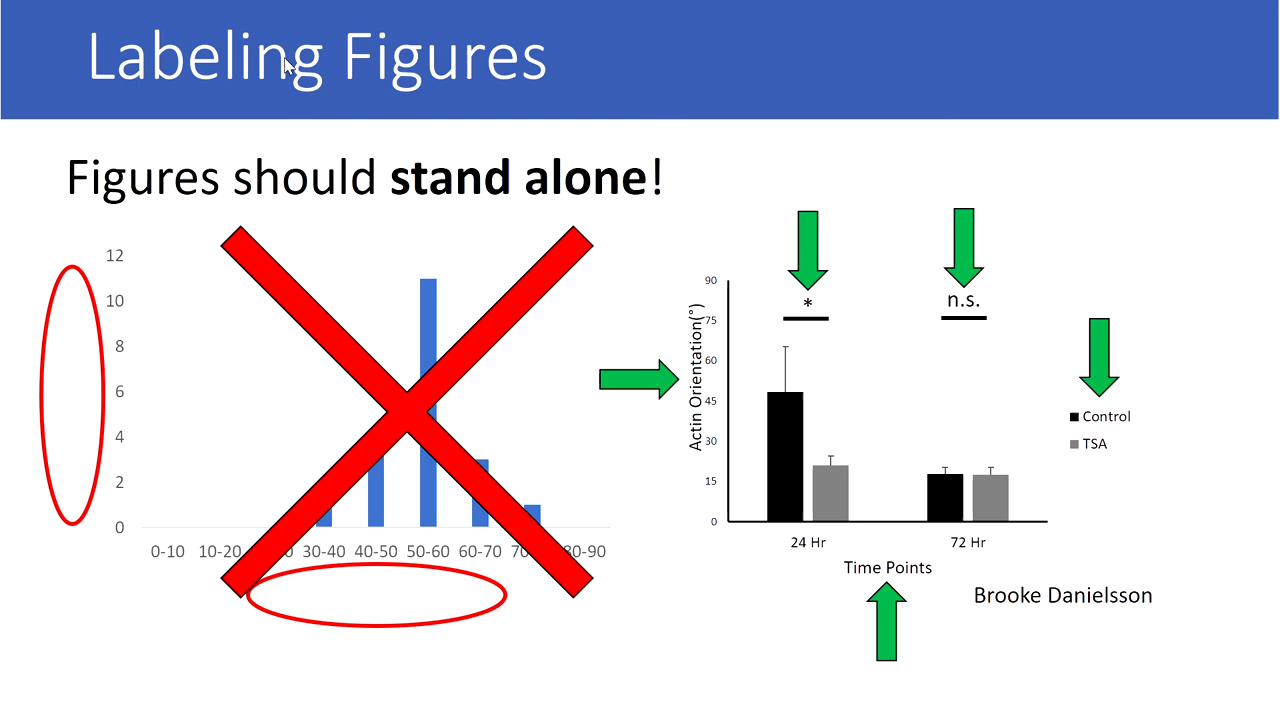 Labeling Figures
Figures should stand alone!
12
10
8
6
4
2
0
0-10 10-20 30-40 40-50 50-60 60-70 80-90
90
75
60
45
30
15
0
Actin Orientation(°)
*
n.s.
24 Hr
72 Hr
Time Points
Control
TSA
Brooke Danielsson